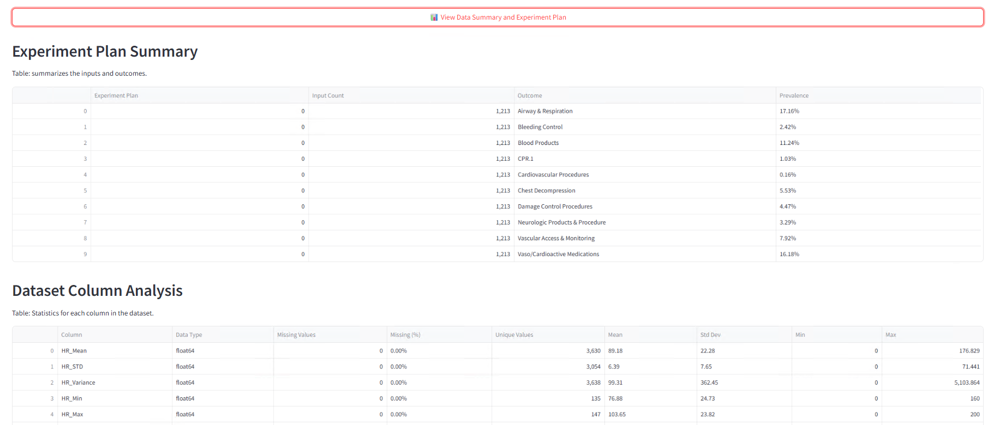 📊 View Data Summary and Experiment Plan
Experiment Plan Summary
Table: summarizes the inputs and outcomes.
Experiment Plan Input Count Outcome Prevalence
0 0 1,213 Airway & Respiration 17.16%
1 0 1,213 Bleeding Control 2.42%
2 0 1,213 Blood Products 11.24%
3 0 1,213 CPR.1 1.03%
4 0 1,213 Cardiovascular Procedures 0.16%
5 0 1,213 Chest Decompression 5.53%
6 0 1,213 Damage Control Procedures 4.47%
7 0 1,213 Neurologic Products & Procedure 3.29%
8 0 1,213 Vascular Access & Monitoring 7.92%
9 0 1,213 Vaso/Cardioactive Medications 16.18%
Dataset Column Analysis
Table: Statistics for each column in the dataset.
Column Data Type Missing Values Missing (%) Unique Values Mean Std Dev Min Max
0 HR_Mean float64 0 0.00% 3,630 89.18 22.28 0 176.829
1 HR_STD float64 0 0.00% 3,054 6.39 7.65 0 71.441
2 HR_Variance float64 0 0.00% 3,638 99.31 362.45 0 5,103.864
3 HR_Min float64 0 0.00% 135 76.88 24.73 0 160
4 HR_Max float64 0 0.00% 147 103.65 23.82 0 200